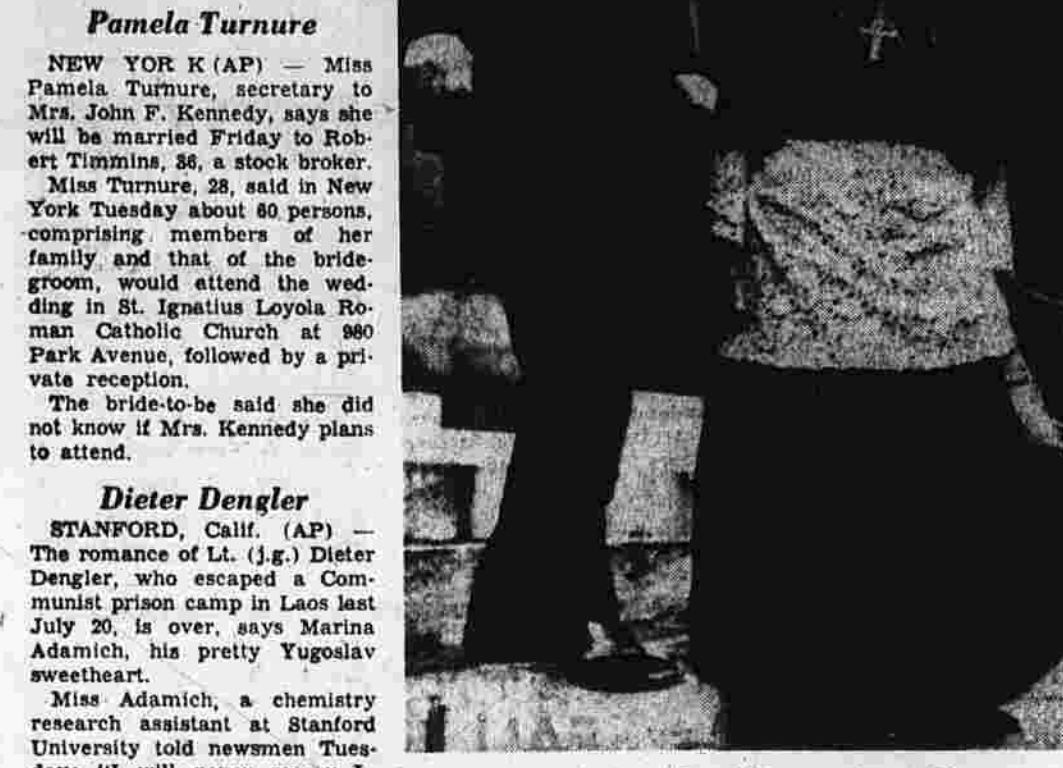 Pamela Turnure
NEW YOR K (AP) — Miss
Pamela Turnure, secretary to
Mrs. John F. Kennedy, says she
will be married Friday to Rob-
ert Timmins, 36, a stock broker.
Miss Turnure, 28, said in New
York Tuesday about 60 persons,
comprising members of her
family and that of the bride-
groom, would attend the wed-
ding in St. Ignatius Loyola Ro-
man Catholic Church at 980
Park Avenue, followed by a pri-
vate reception.
The bride-to-be said she did
not know if Mrs. Kennedy plans
to attend.
Dieter Dengler
STANFORD, Calif. (AP) —
The romance of Lt. (j.g.) Dieter
Dengler, who escaped a Com-
munist prison camp in Laos last
July 20, is over, says Marina
Adamich, his pretty Yugoslav
sweetheart.
Miss Adamich, a chemistry
research assistant at Stanford
University told newsmen Tues-